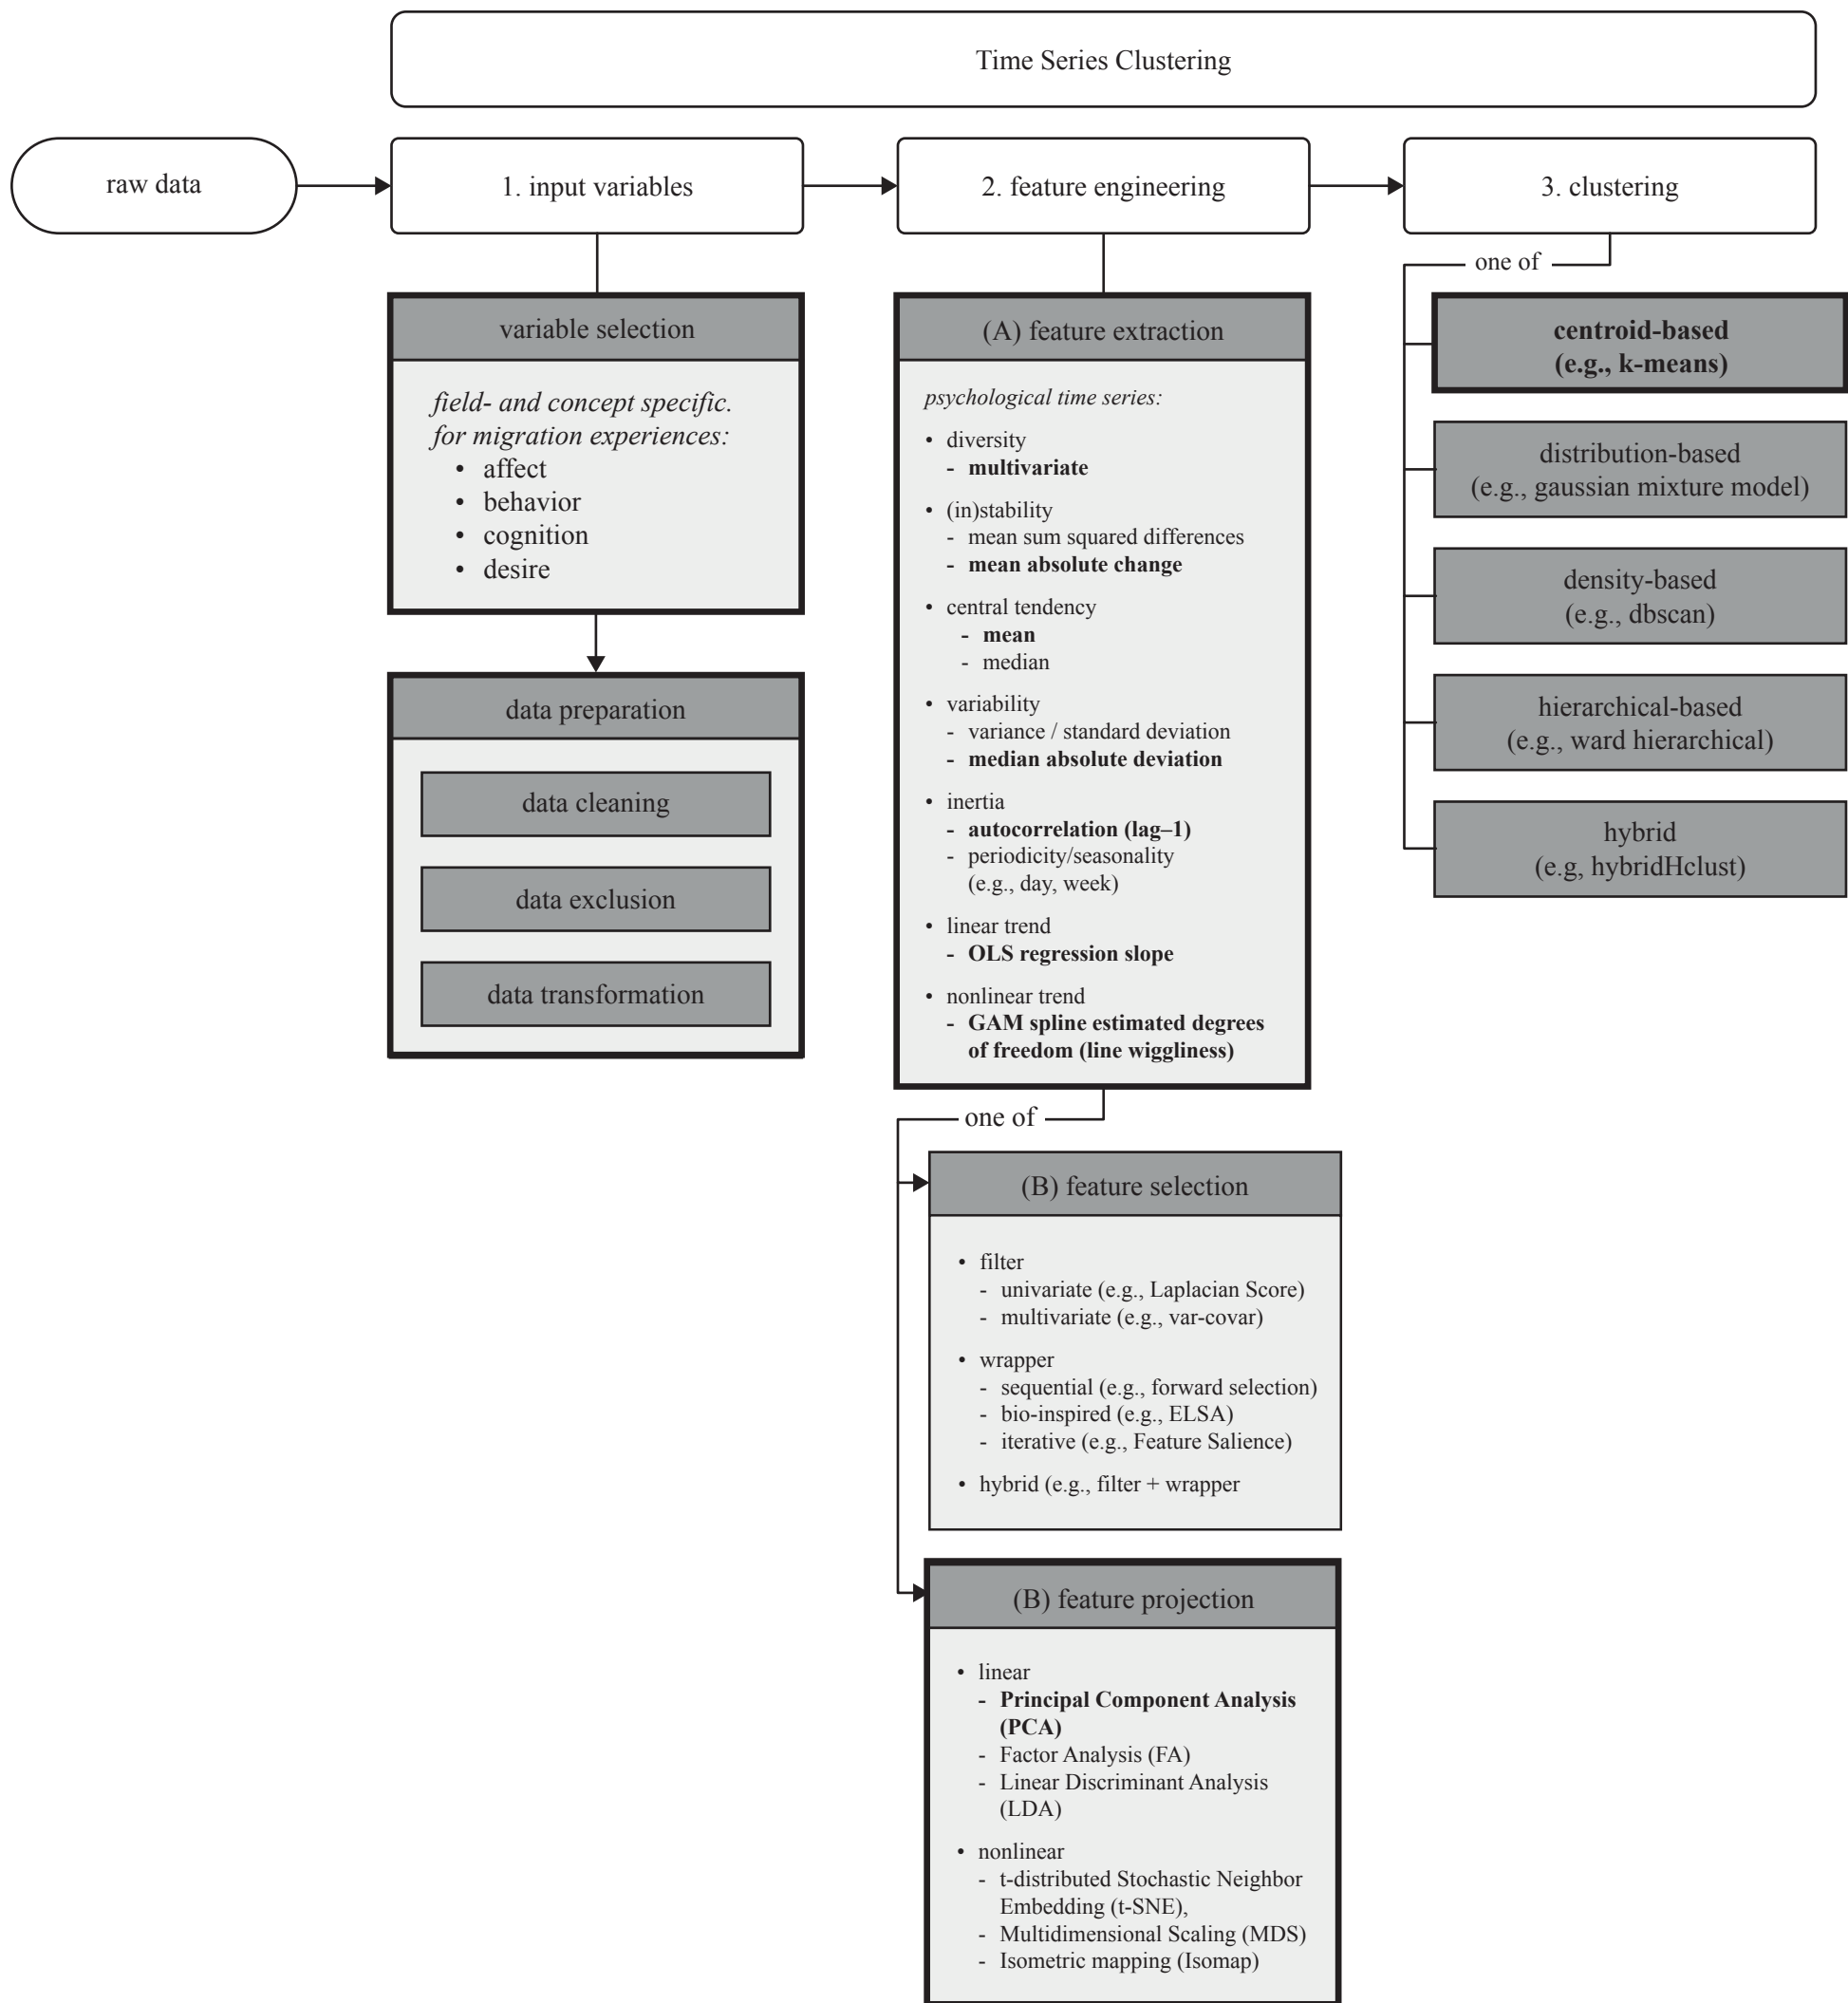 Time Series Clustering
raw data
1. input variables
2. feature engineering
3. clustering
variable selection
field- and concept specific.
for migration experiences:
• affect
• behavior
• cognition
• desire
data preparation
data cleaning
data exclusion
data transformation
(A) feature extraction
psychological time series:
• diversity
- multivariate
• (in)stability
- mean sum squared differences
- mean absolute change
• central tendency
- mean
- median
• variability
- variance / standard deviation
- median absolute deviation
• inertia
- autocorrelation (lag–1)
- periodicity/seasonality
(e.g., day, week)
• linear trend
- OLS regression slope
• nonlinear trend
- GAM spline estimated degrees
of freedom (line wiggliness)
one of
(B) feature selection
• filter
- univariate (e.g., Laplacian Score)
- multivariate (e.g., var-covar)
• wrapper
- sequential (e.g., forward selection)
- bio-inspired (e.g., ELSA)
- iterative (e.g., Feature Salience)
• hybrid (e.g., filter + wrapper
(B) feature projection
• linear
- Principal Component Analysis
(PCA)
- Factor Analysis (FA)
- Linear Discriminant Analysis
(LDA)
• nonlinear
- t-distributed Stochastic Neighbor
Embedding (t-SNE),
- Multidimensional Scaling (MDS)
- Isometric mapping (Isomap)
one of
centroid-based
(e.g., k-means)
distribution-based
(e.g., gaussian mixture model)
density-based
(e.g., dbscan)
hierarchical-based
(e.g., ward hierarchical)
hybrid
(e.g, hybridHclust)